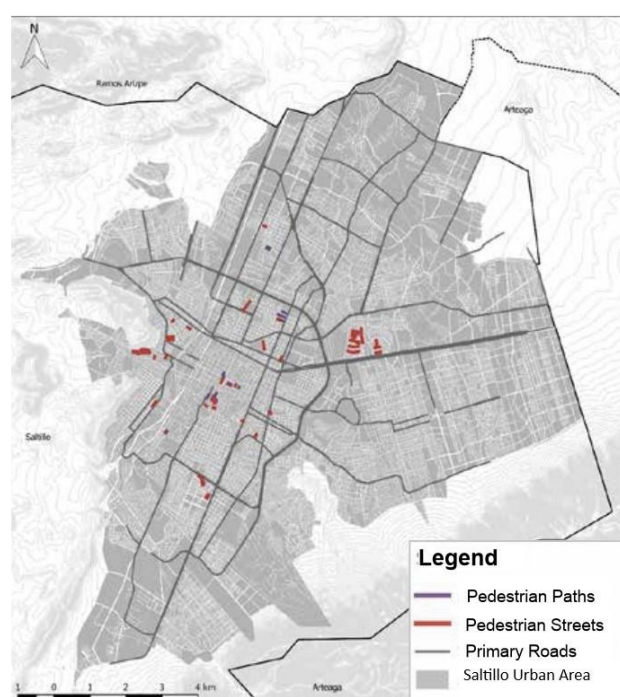 N
Ramos Arizpe
Arteaga
Saltillo
Legend
Pedestrian Paths
Pedestrian Streets
Primary Roads
Saltillo Urban Area
1 0 1 2 3 4 km
Arteaga